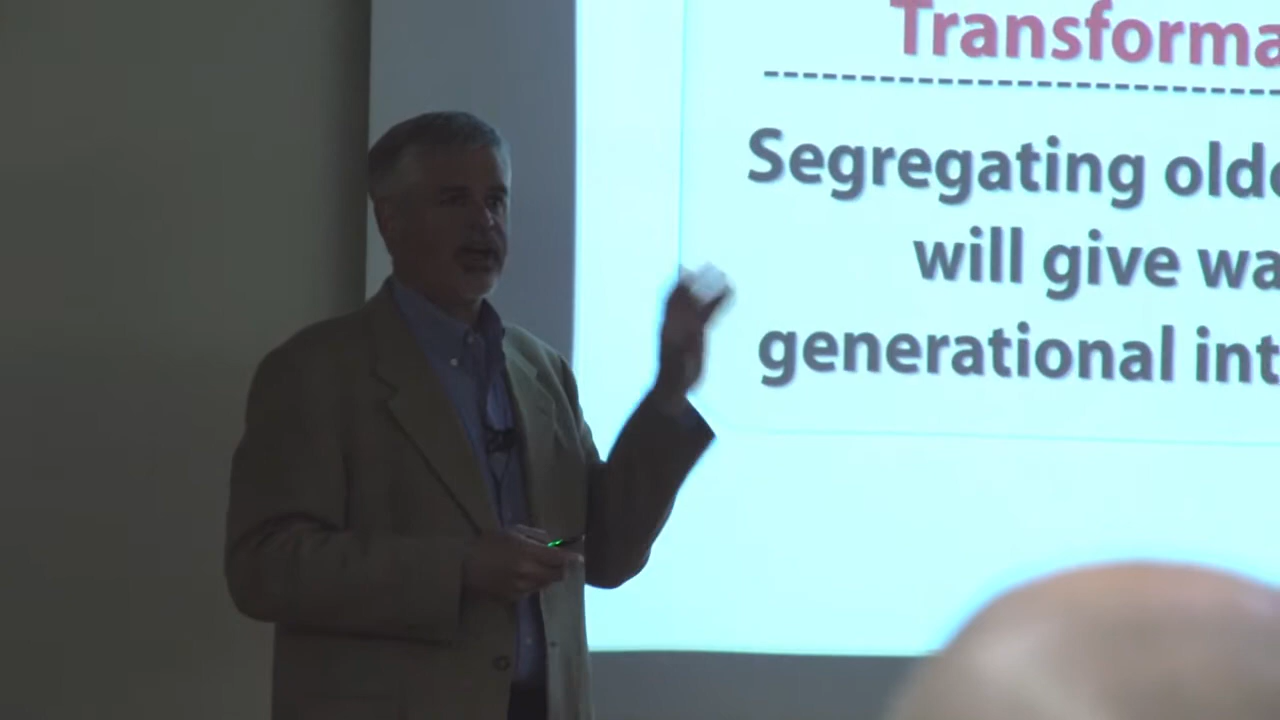 Transforma
Segregating olde
will give wa
generational int